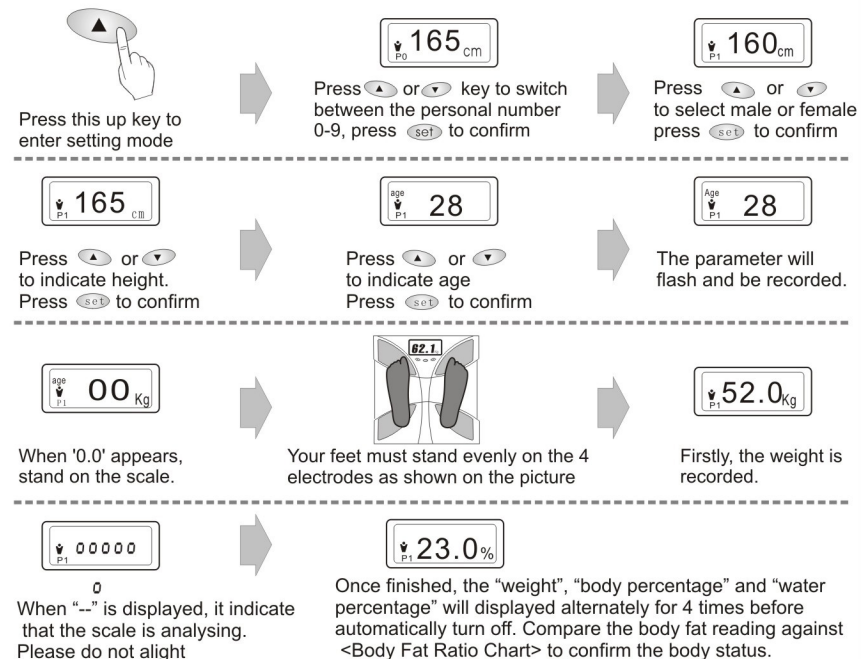 165 cm
P0
160 cm
P1
Press this up key to
enter setting mode
Press ▲ or ▼ key to switch
between the personal number
0-9, press set to confirm
Press ▲ or ▼
to select male or female
press set to confirm
165 cm
P1
age
28
P1
Age
28
P1
Press ▲ or ▼
to indicate height.
Press set to confirm
Press ▲ or ▼
to indicate age
Press set to confirm
The parameter will
flash and be recorded.
age
00 Kg
P1
62.1
52.0Kg
P1
When '0.0' appears,
stand on the scale.
Your feet must stand evenly on the 4
electrodes as shown on the picture
Firstly, the weight is
recorded.
00000
P1
23.0%
P1
0
When “--” is displayed, it indicate
that the scale is analysing.
Please do not alight
Once finished, the “weight”, “body percentage” and “water
percentage” will displayed alternately for 4 times before
automatically turn off. Compare the body fat reading against
<Body Fat Ratio Chart> to confirm the body status.